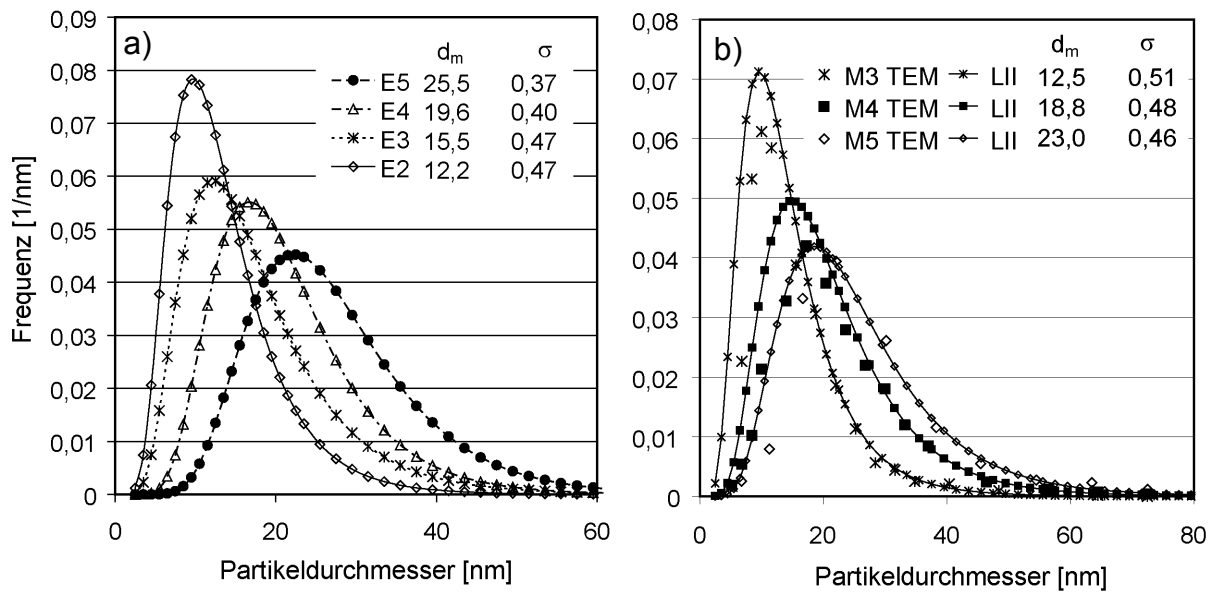 a)
dm σ
E5 25,5 0,37
E4 19,6 0,40
E3 15,5 0,47
E2 12,2 0,47
0,09
0,08
0,07
0,06
0,05
0,04
0,03
0,02
0,01
0
Frequenz [1/nm]
0 20 40 60
Partikeldurchmesser [nm]
b)
dm σ
M3 TEM LII 12,5 0,51
M4 TEM LII 18,8 0,48
M5 TEM LII 23,0 0,46
0,08
0,07
0,06
0,05
0,04
0,03
0,02
0,01
0
0 20 40 60 80
Partikeldurchmesser [nm]